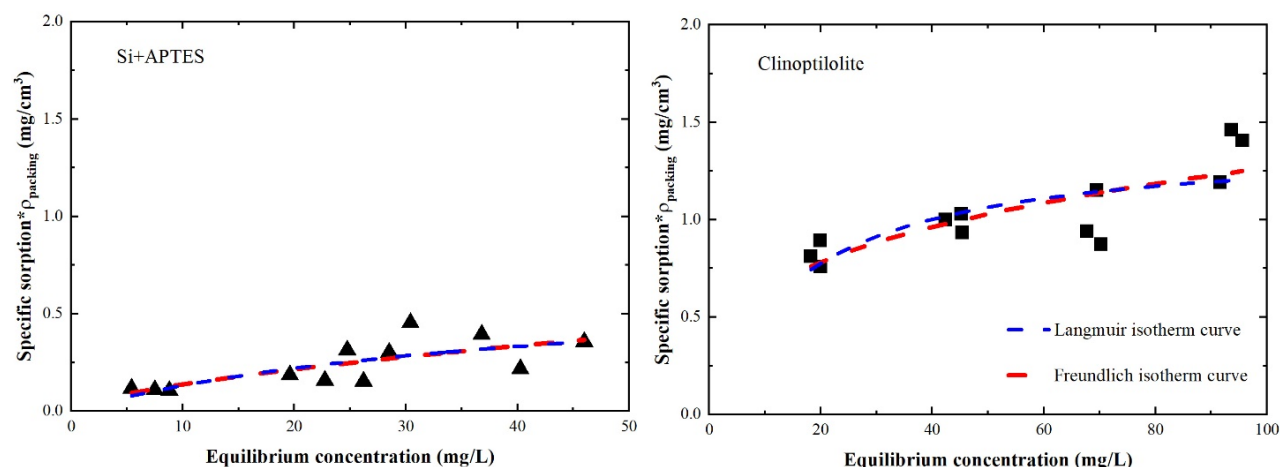 Si+APTES
Specific sorption*ρpacking (mg/cm3)
2.0
1.5
1.0
0.5
0.0
10 20 30 40 50
Equilibrium concentration (mg/L)
Clinoptilolite
Specific sorption*ρpacking (mg/cm3)
2.0
1.5
1.0
0.5
0.0
Langmuir isotherm curve
Freundlich isotherm curve
0 20 40 60 80 100
Equilibrium concentration (mg/L)